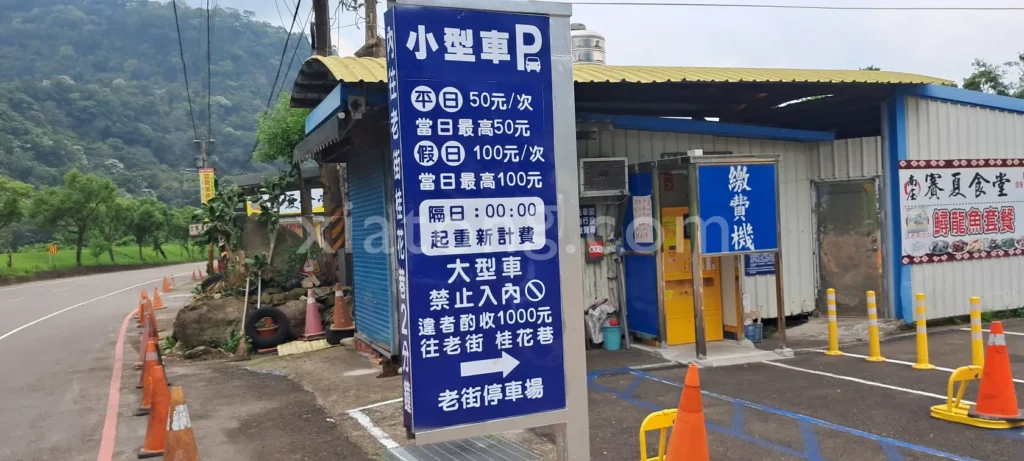 小型車P
平日 50元/次
當日最高50元
假日 100元/次
當日最高100元
隔日：00:00
起重新計費
大型車
禁止入內
違者酌收1000元
往老街 桂花巷
老街停車場
繳費機
賽夏食堂
鱘龍魚套餐
xiatong.com